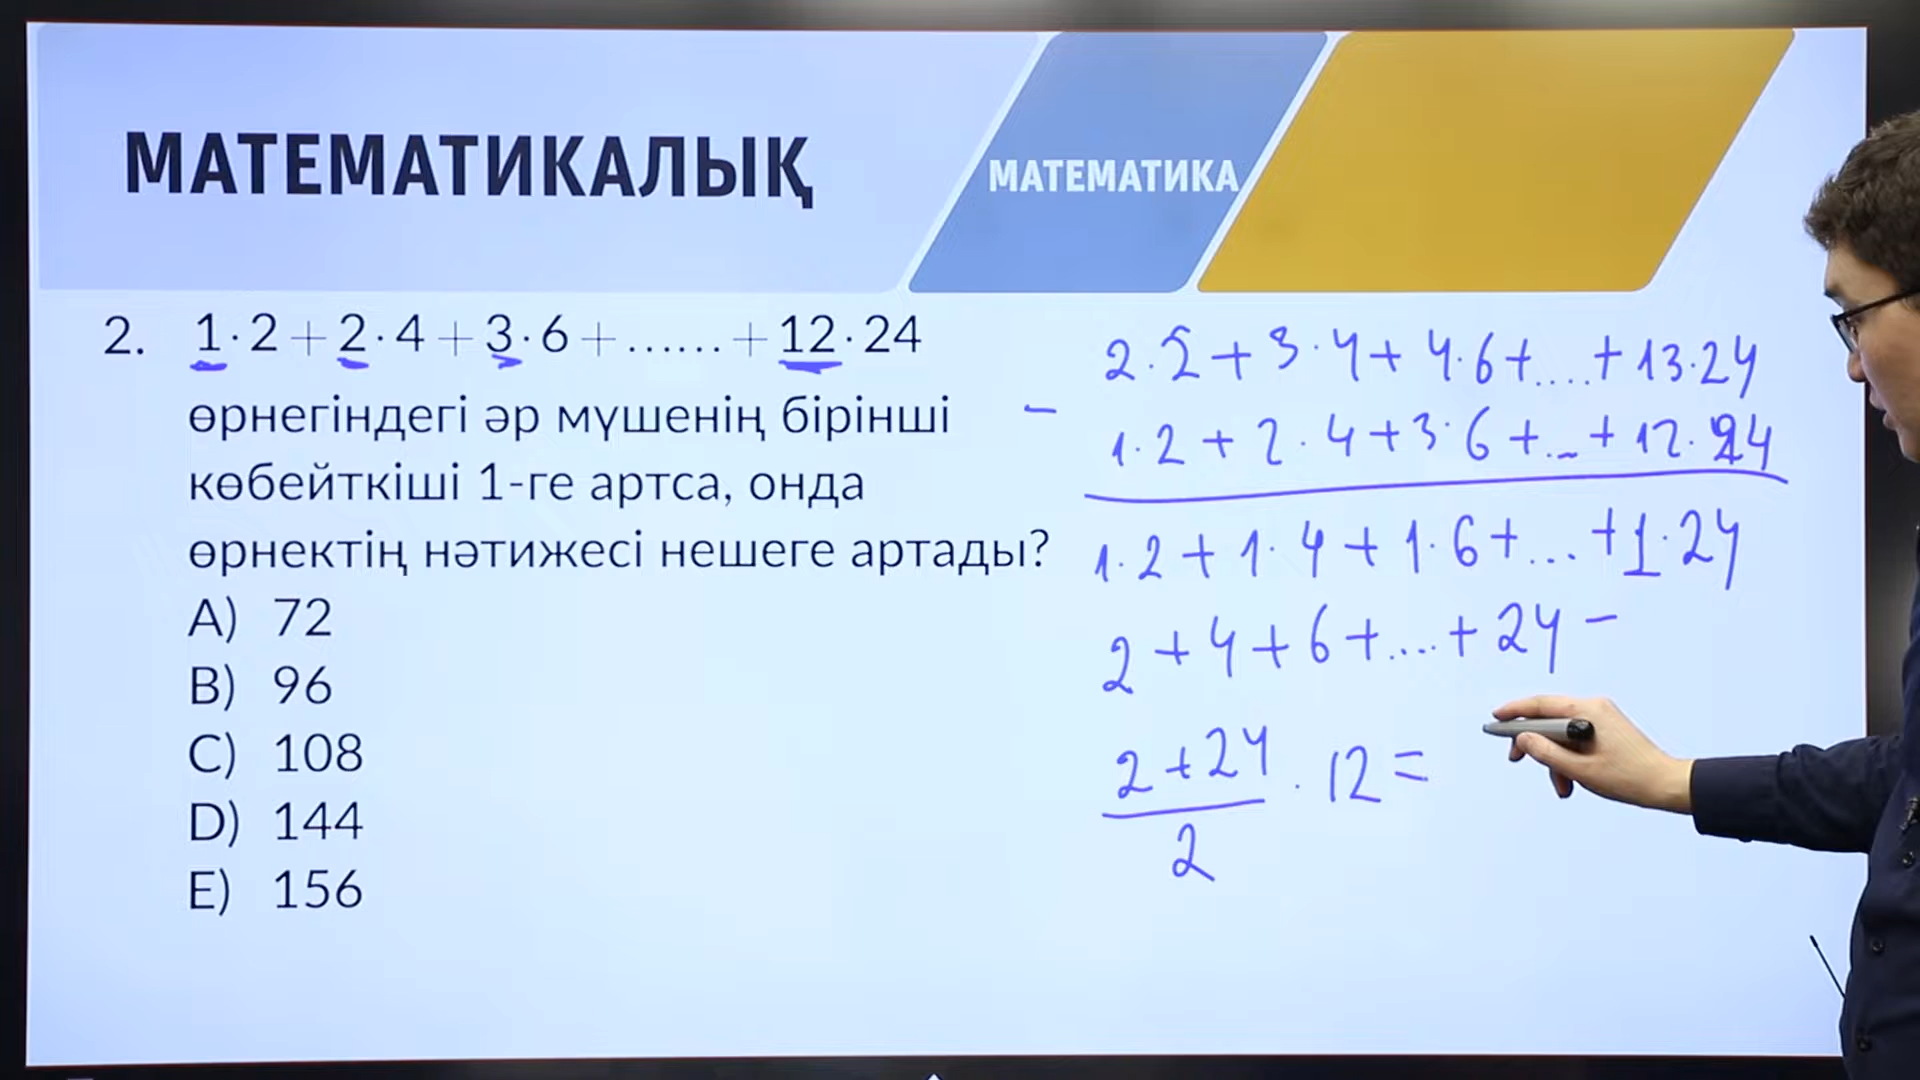 МАТЕМАТИКАЛЫҚ
МАТЕМАТИКА
2. 1·2+2·4+3·6+......+12·24
өрнегіндегі әр мүшенің бірінші
көбейткіші 1-ге артса, онда
өрнектің нәтижесі нешеге артады?
A) 72
B) 96
C) 108
D) 144
E) 156
2·2+3·4+4·6+....+13·24
−
1·2+2·4+3·6+...+12·24
1·2+1·4+1·6+...+1·24
2+4+6+....+24−
2+24
· 12=
2